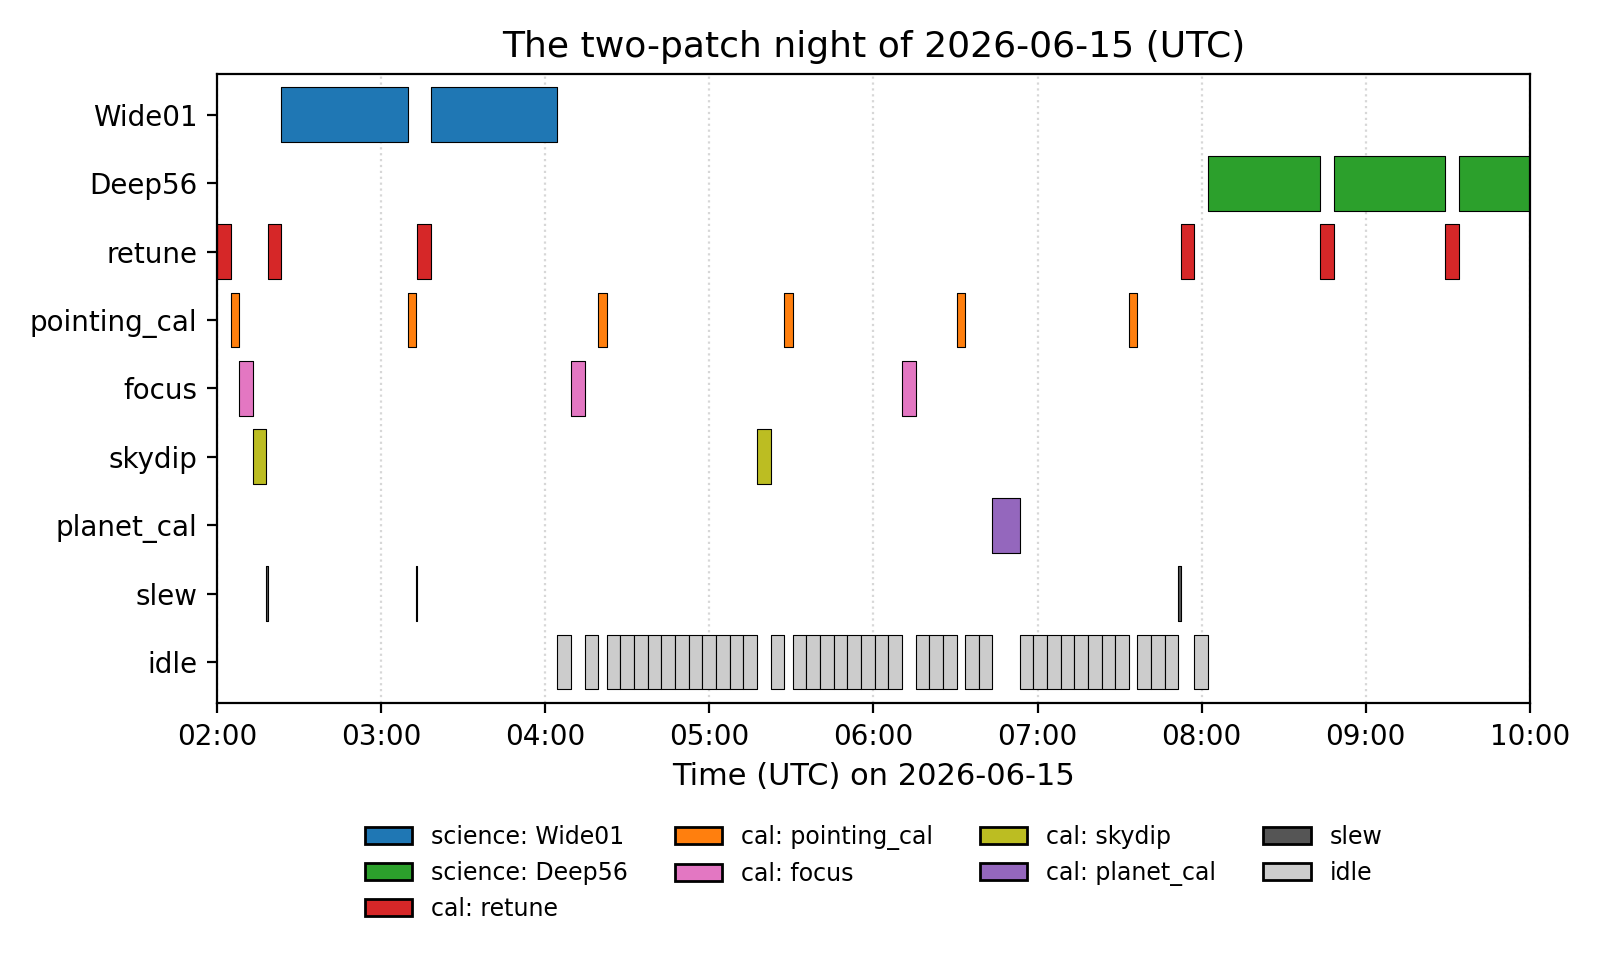 The two-patch night of 2026-06-15 (UTC)
Wide01
Deep56
retune
pointing_cal
focus
skydip
planet_cal
slew
idle
02:00 03:00 04:00 05:00 06:00 07:00 08:00 09:00 10:00
Time (UTC) on 2026-06-15
science: Wide01 cal: pointing_cal cal: skydip slew
science: Deep56 cal: focus cal: planet_cal idle
cal: retune